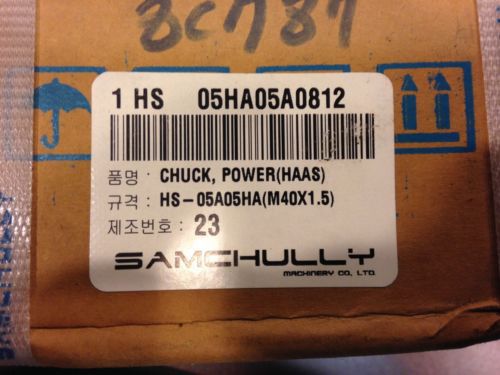 8C787
1 HS 05HA05A0812
품명 : CHUCK, POWER(HAAS)
규격 : HS-05A05HA(M40X1.5)
제조번호 : 23
SAMCHULLY
MACHINERY CO., LTD.